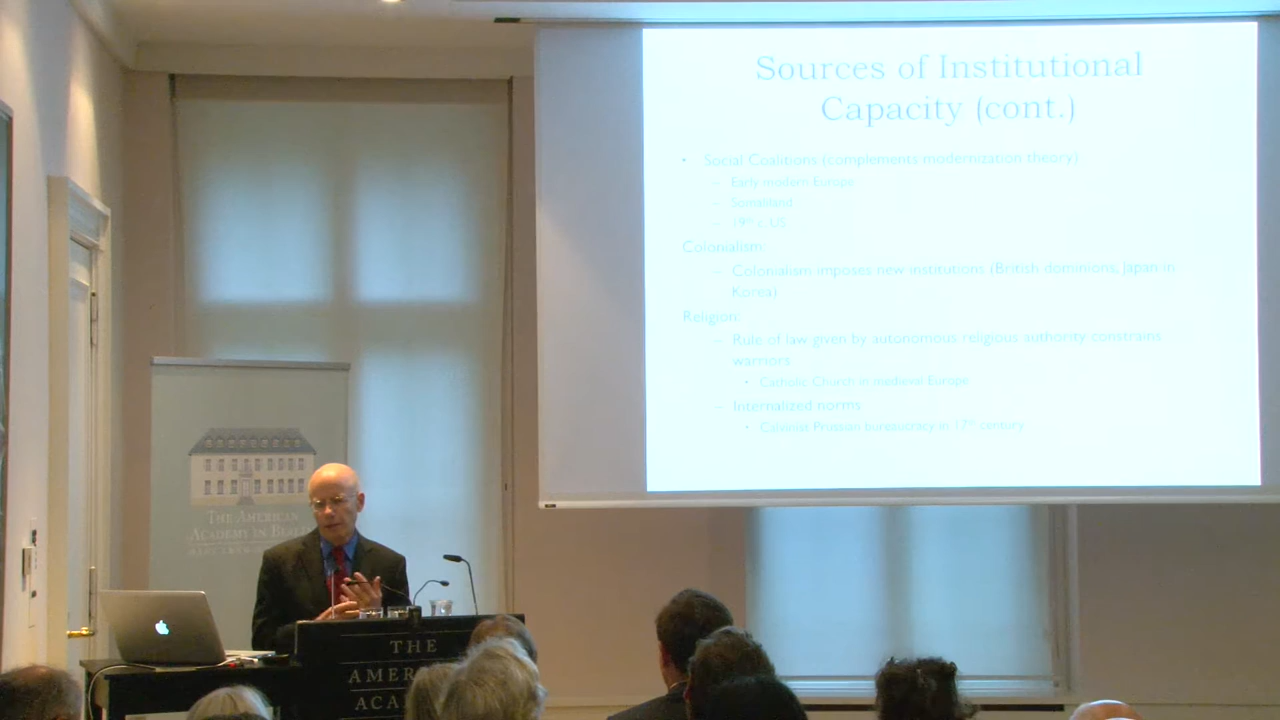 Sources of Institutional
Capacity (cont.)
• Social Coalitions (complements modernization theory)
– Early modern Europe
– Somaliland
– 19th c. US
Colonialism:
– Colonialism imposes new institutions (British dominions, Japan in
Korea)
Religion:
– Rule of law given by autonomous religious authority constrains
warriors
• Catholic Church in medieval Europe
– Internalized norms
• Calvinist Prussian bureaucracy in 17th century
THE AMERICAN
ACADEMY IN
THE
AMER
ACA